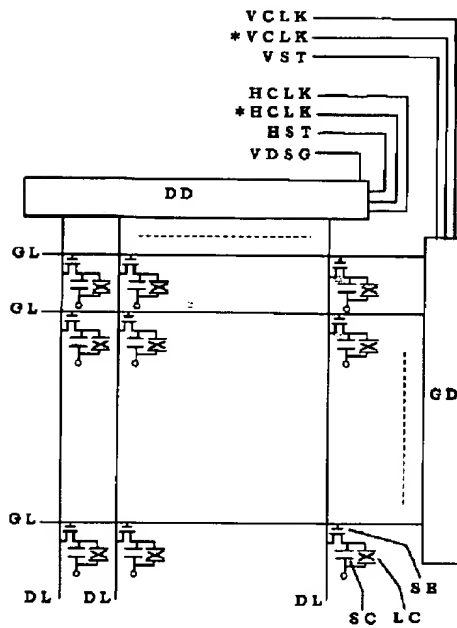 VCLK
*VCLK
VST
HCLK
*HCLK
HST
VDSG
DD
GL
GL
GD
GL
SE
DL DL DL SC LC